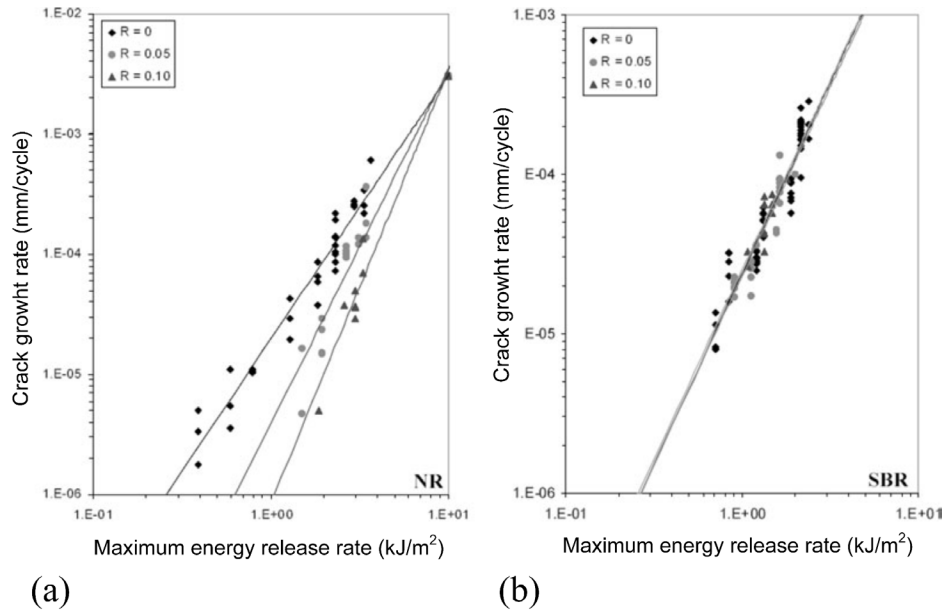 1.E-02
R = 0
R = 0.05
R = 0.10
1.E-03
1.E-04
1.E-05
1.E-06
Crack growht rate (mm/cycle)
NR
1.E-01
1.E+00
1.E+01
Maximum energy release rate (kJ/m²)
(a)
1.E-03
R = 0
R = 0.05
R = 0.10
1.E-04
1.E-05
1.E-06
Crack growht rate (mm/cycle)
SBR
1.E-01
1.E+00
1.E+01
Maximum energy release rate (kJ/m²)
(b)